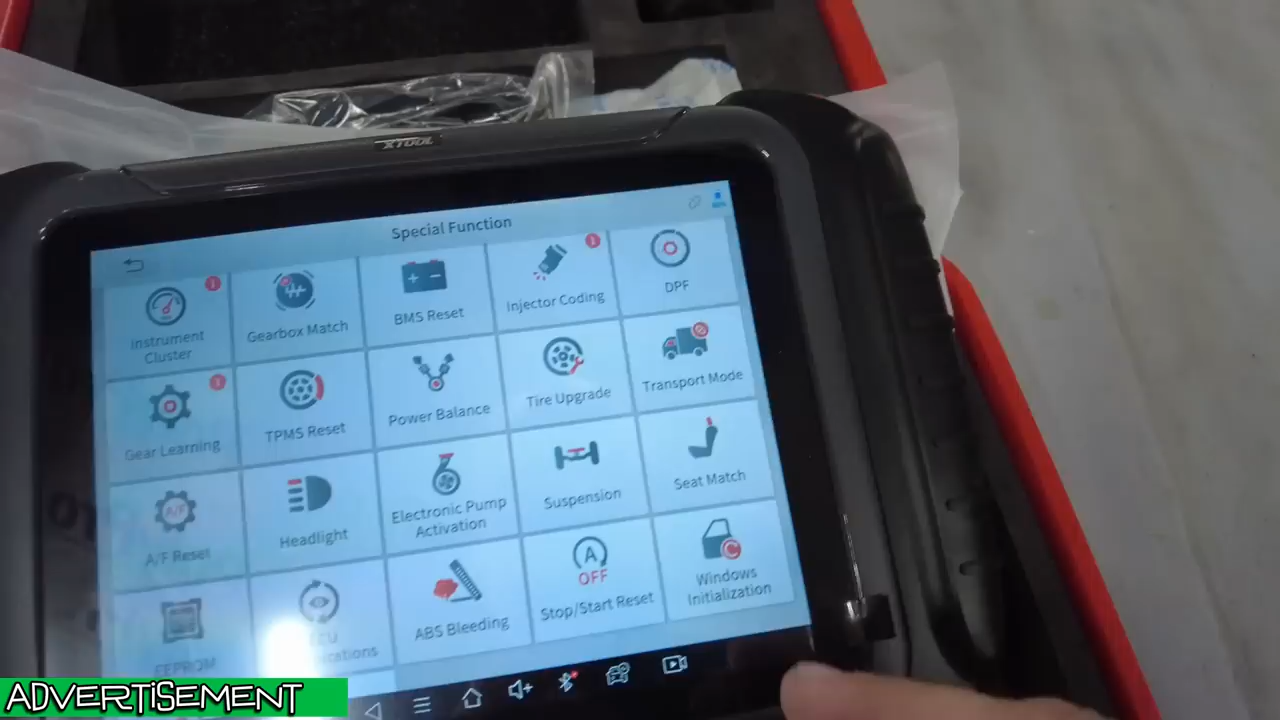 XTOOL
Special Function
Instrument
Cluster
Gearbox Match
BMS Reset
Injector Coding
DPF
Gear Learning
TPMS Reset
Power Balance
Tire Upgrade
Transport Mode
A/F
A/F Reset
Headlight
Electronic Pump
Activation
Suspension
Seat Match
EEPROM
ABS Bleeding
A
OFF
Stop/Start Reset
Windows
Initialization
ADVERTiSEMENT